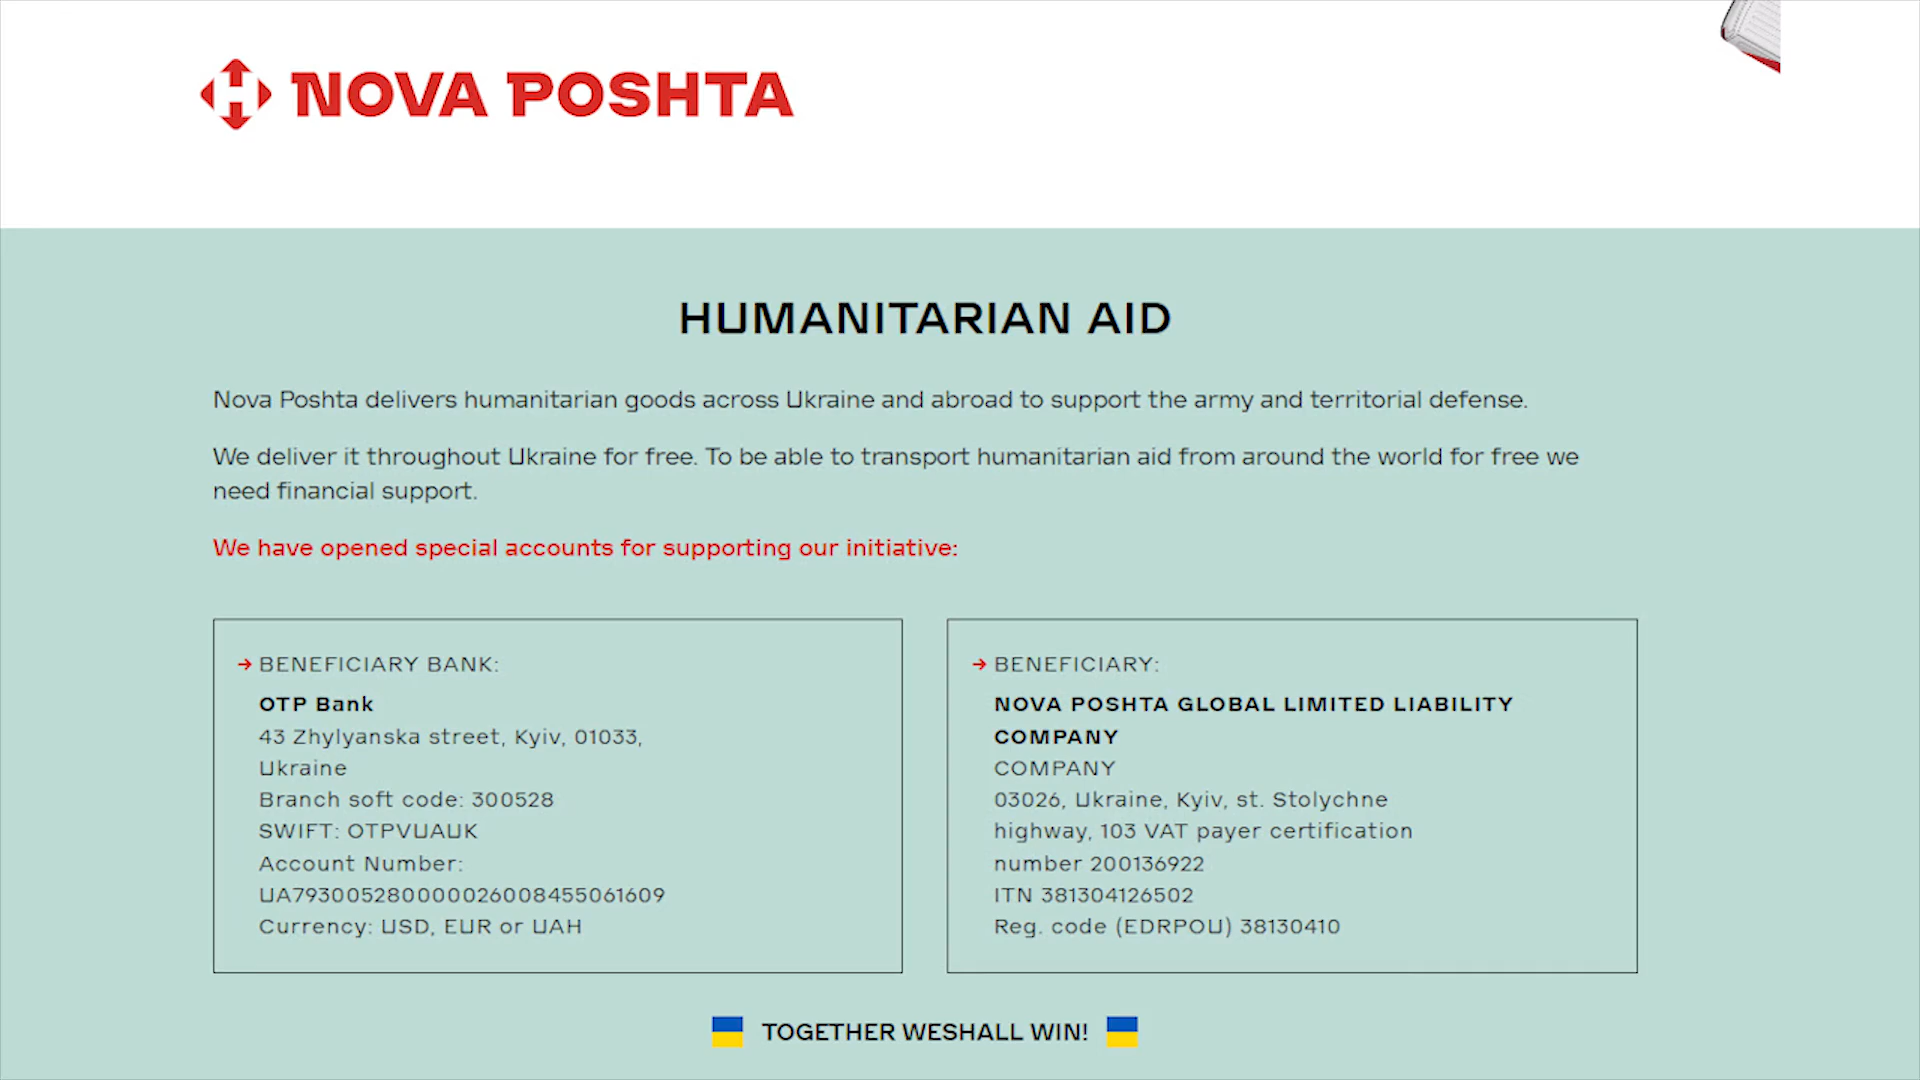 NOVA POSHTA
HUMANITARIAN AID
Nova Poshta delivers humanitarian goods across Ukraine and abroad to support the army and territorial defense.
We deliver it throughout Ukraine for free. To be able to transport humanitarian aid from around the world for free we
need financial support.
We have opened special accounts for supporting our initiative:
→ BENEFICIARY BANK:
OTP Bank
43 Zhylyanska street, Kyiv, 01033,
Ukraine
Branch soft code: 300528
SWIFT: OTPVUAUK
Account Number:
UA793005280000026008455061609
Currency: USD, EUR or UAH
→ BENEFICIARY:
NOVA POSHTA GLOBAL LIMITED LIABILITY
COMPANY
COMPANY
03026, Ukraine, Kyiv, st. Stolychne
highway, 103 VAT payer certification
number 200136922
ITN 381304126502
Reg. code (EDRPOU) 38130410
TOGETHER WESHALL WIN!